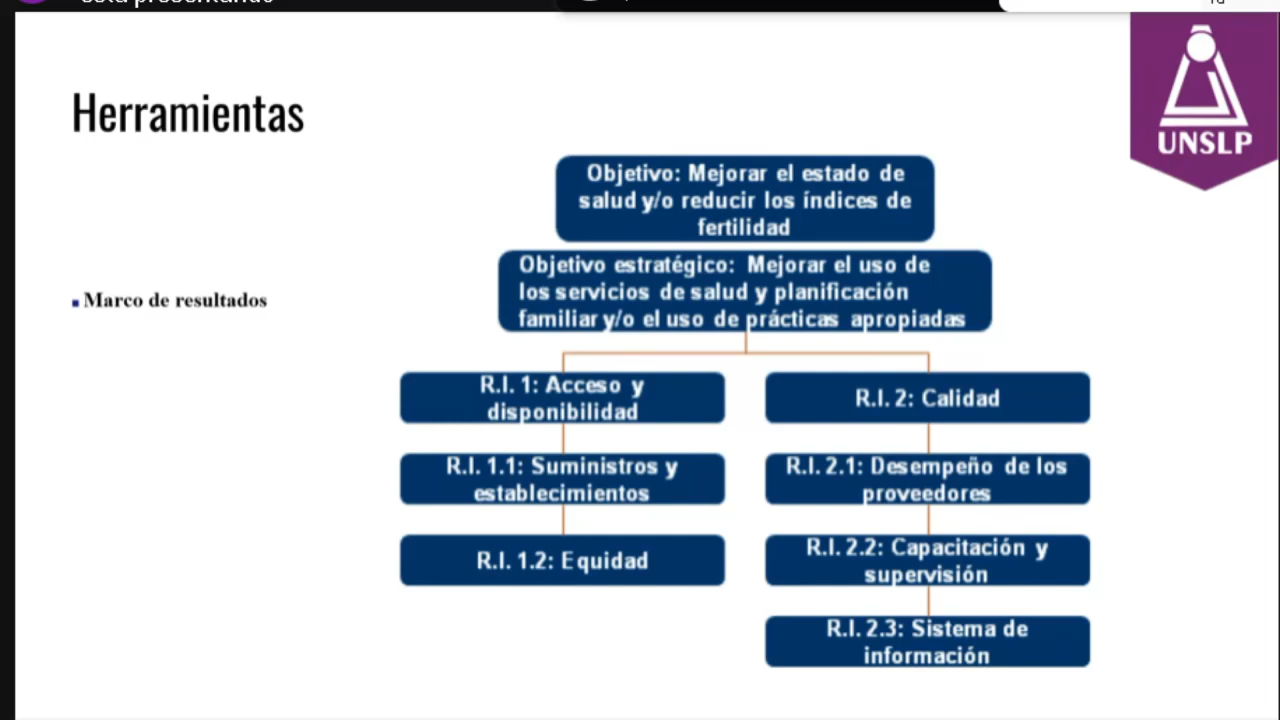 está presentando
Herramientas
UNSLP
Objetivo: Mejorar el estado de
salud y/o reducir los índices de
fertilidad
Objetivo estratégico: Mejorar el uso de
los servicios de salud y planificación
familiar y/o el uso de prácticas apropiadas
Marco de resultados
R.I. 1: Acceso y
disponibilidad
R.I. 1.1: Suministros y
establecimientos
R.I. 1.2: Equidad
R.I. 2: Calidad
R.I. 2.1: Desempeño de los
proveedores
R.I. 2.2: Capacitación y
supervisión
R.I. 2.3: Sistema de
información